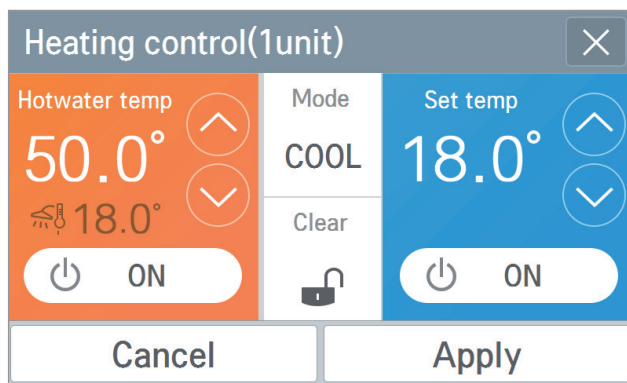 Heating control(1unit)
Hotwater temp
50.0°
18.0°
ON
Mode
COOL
Clear
Set temp
18.0°
ON
Cancel
Apply